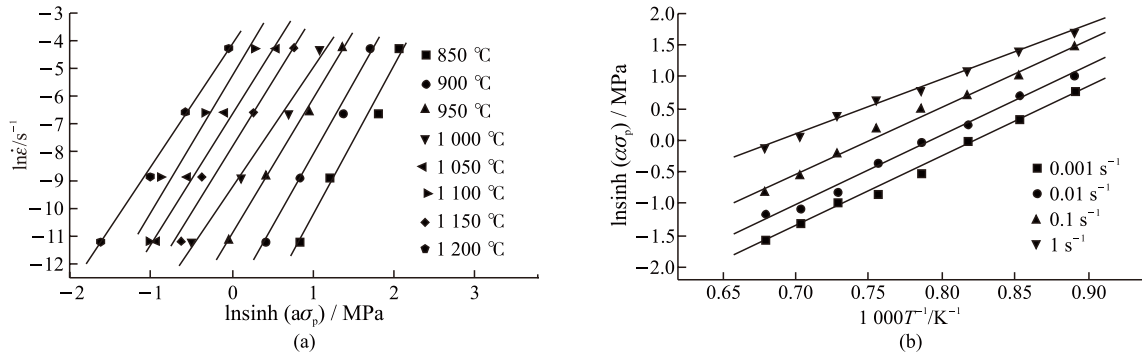 (a)
-3
-4
-5
-6
-7
-8
-9
-11
-11
-12
lnε̇/s⁻¹
-2
-1
0
1
2
3
lnsinh (aσp) / MPa
(a)
850 ℃
900 ℃
950 ℃
1 000 ℃
1 050 ℃
1 100 ℃
1 150 ℃
1 200 ℃
(b)
2.0
1.5
1.0
0.5
0.0
-0.5
-1.0
-1.5
-2.0
lnsinh (ασp) / MPa
0.65
0.70
0.75
0.80
0.85
0.90
1 000T⁻¹/K⁻¹
(b)
0.001 s⁻¹
0.01 s⁻¹
0.1 s⁻¹
1 s⁻¹